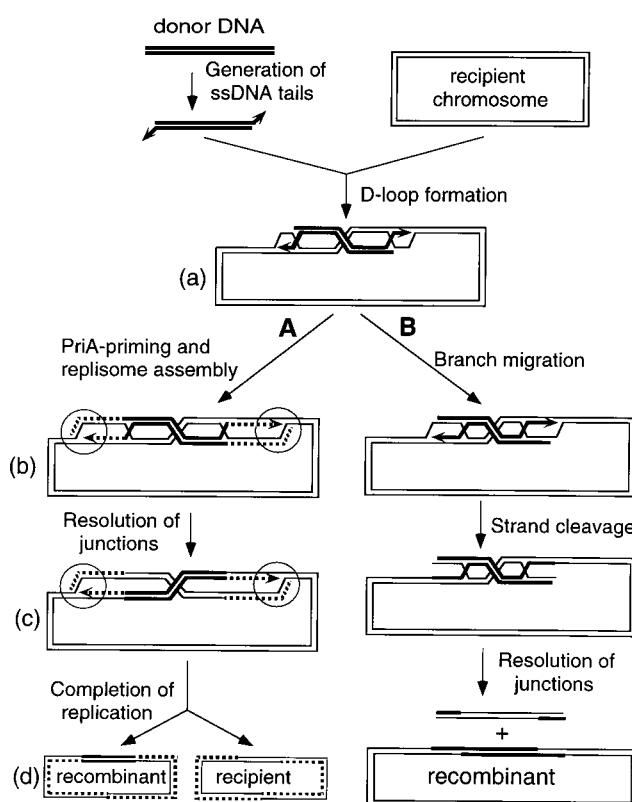 donor DNA
Generation of
ssDNA tails
recipient
chromosome
D-loop formation
(a)
A
B
PriA-priming and
replisome assembly
Branch migration
(b)
Resolution of
junctions
Strand cleavage
(c)
Completion of
replication
Resolution of
junctions
+
(d)
recombinant
recipient
recombinant